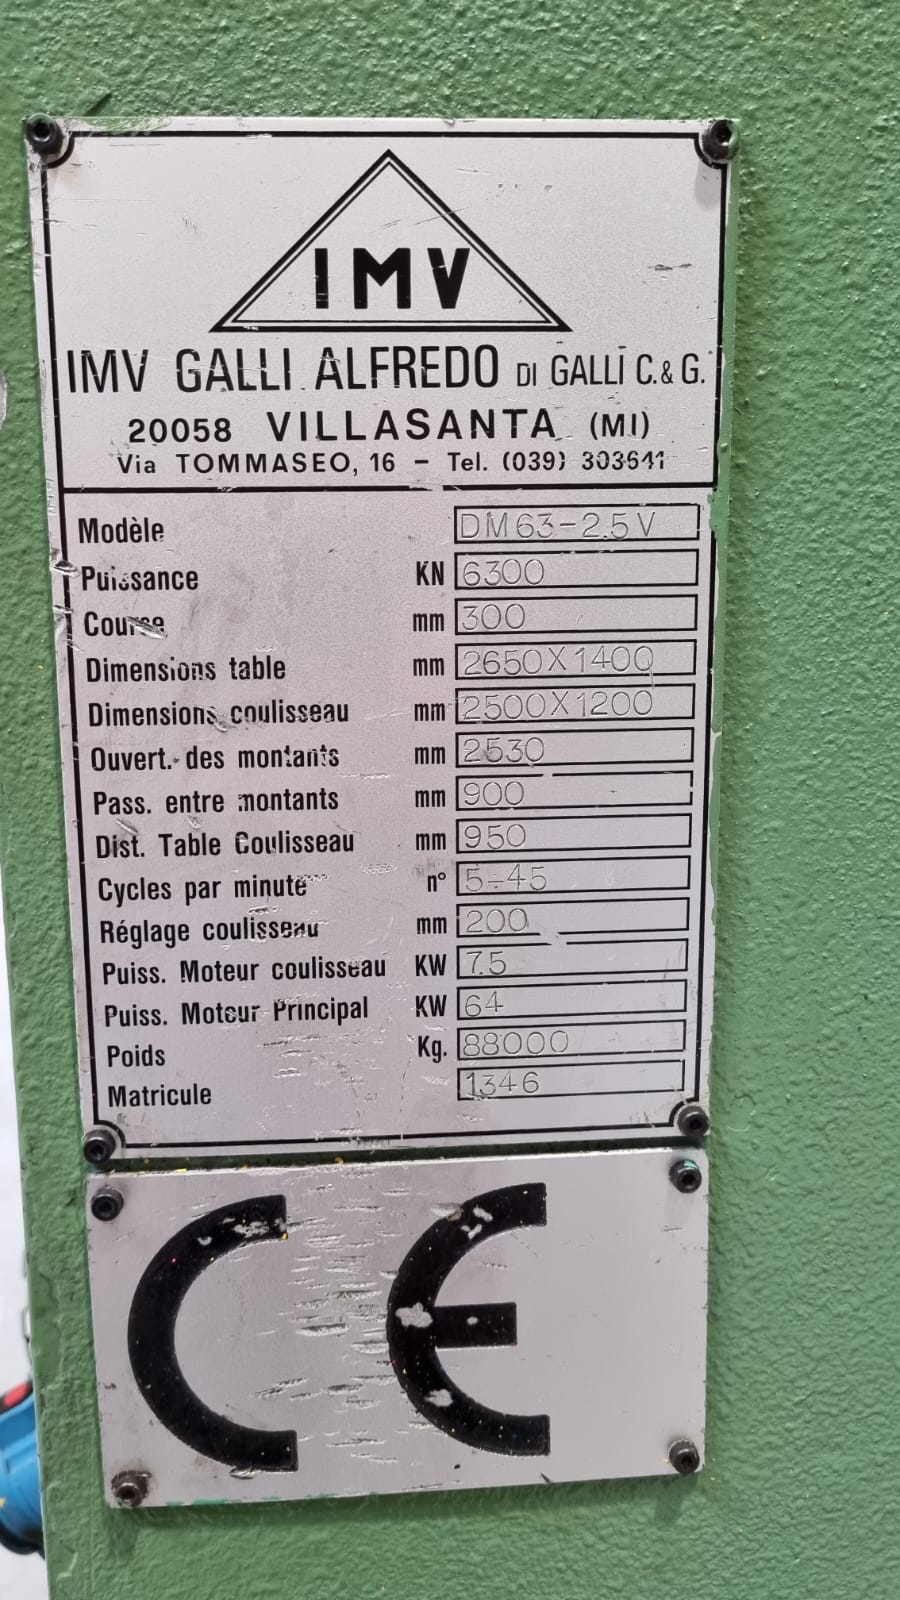 IMV
IMV GALLI ALFREDO DI GALLI C. & G.
20058 VILLASANTA (MI)
Via TOMMASEO, 16 – Tel. (039) 303641
Modèle DM63-2.5V
Puissance KN 6300
Course mm 300
Dimensions table mm 2650X1400
Dimensions coulisseau mm 2500X1200
Ouvert. des montants mm 2530
Pass. entre montants mm 900
Dist. Table Coulisseau mm 950
Cycles par minute n° 5÷45
Réglage coulisseau mm 200
Puiss. Moteur coulisseau KW 7.5
Puiss. Moteur Principal KW 64
Poids Kg. 88000
Matricule 1346
CE